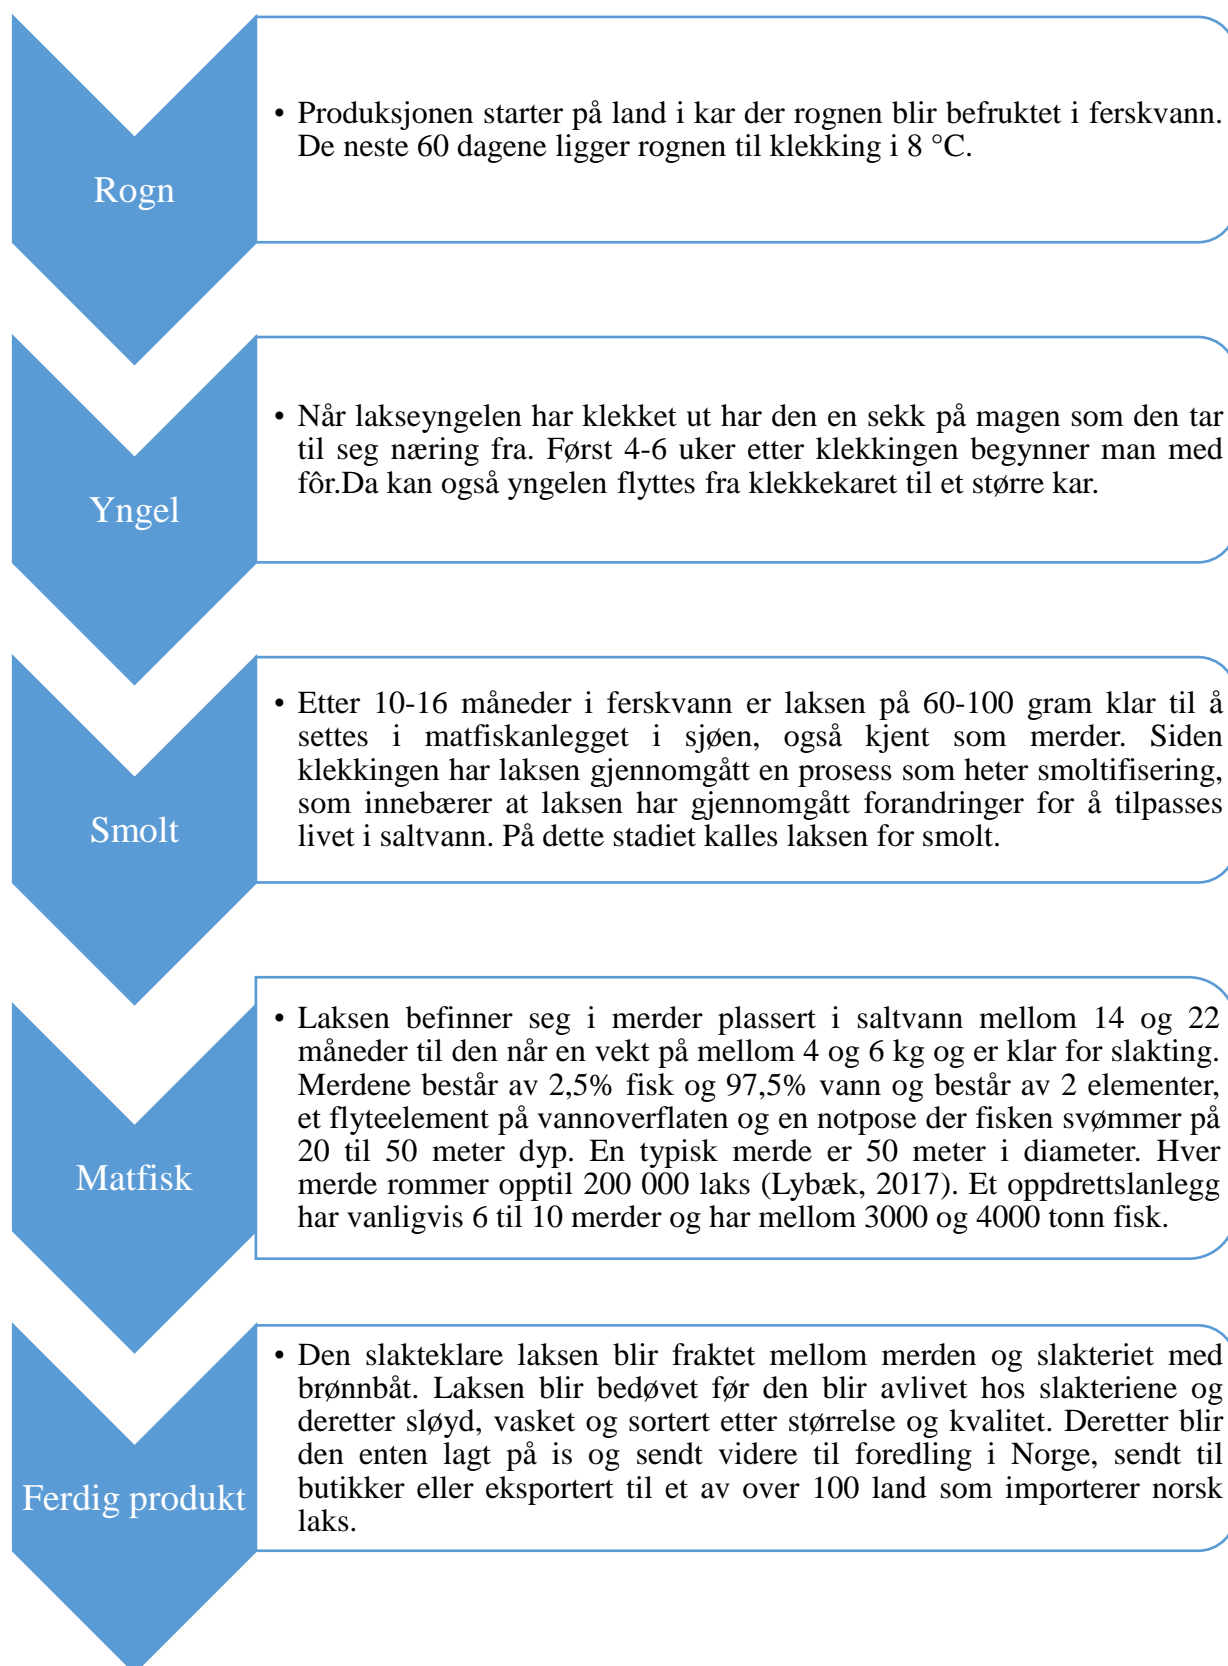 Rogn
• Produksjonen starter på land i kar der rognen blir befruktet i ferskvann.
De neste 60 dagene ligger rognen til klekking i 8 °C.
Yngel
• Når lakseyngelen har klekket ut har den en sekk på magen som den tar
til seg næring fra. Først 4-6 uker etter klekkingen begynner man med
fôr.Da kan også yngelen flyttes fra klekkekaret til et større kar.
Smolt
• Etter 10-16 måneder i ferskvann er laksen på 60-100 gram klar til å
settes i matfiskanlegget i sjøen, også kjent som merder. Siden
klekkingen har laksen gjennomgått en prosess som heter smoltifisering,
som innebærer at laksen har gjennomgått forandringer for å tilpasses
livet i saltvann. På dette stadiet kalles laksen for smolt.
Matfisk
• Laksen befinner seg i merder plassert i saltvann mellom 14 og 22
måneder til den når en vekt på mellom 4 og 6 kg og er klar for slakting.
Merdene består av 2,5% fisk og 97,5% vann og består av 2 elementer,
et flyteelement på vannoverflaten og en notpose der fisken svømmer på
20 til 50 meter dyp. En typisk merde er 50 meter i diameter. Hver
merde rommer opptil 200 000 laks (Lybæk, 2017). Et oppdrettslanlegg
har vanligvis 6 til 10 merder og har mellom 3000 og 4000 tonn fisk.
Ferdig produkt
• Den slakteklare laksen blir fraktet mellom merden og slakteriet med
brønnbåt. Laksen blir bedøvet før den blir avlivet hos slakteriene og
deretter sløyd, vasket og sortert etter størrelse og kvalitet. Deretter blir
den enten lagt på is og sendt videre til foredling i Norge, sendt til
butikker eller eksportert til et av over 100 land som importerer norsk
laks.